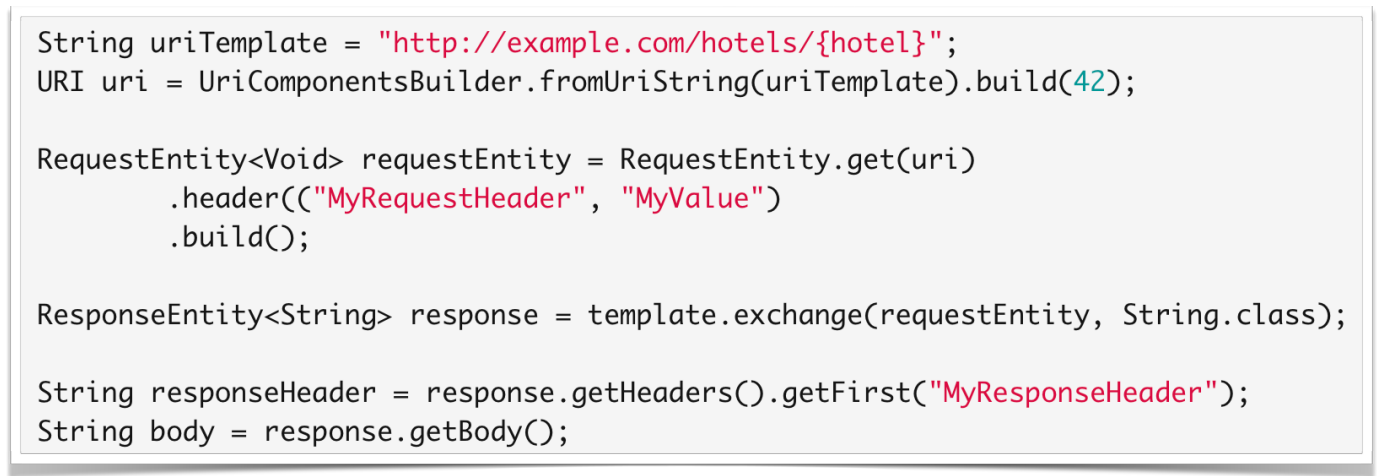 String uriTemplate = "http://example.com/hotels/{hotel}";
URI uri = UriComponentsBuilder.fromUriString(uriTemplate).build(42);
RequestEntity<Void> requestEntity = RequestEntity.get(uri)
.header(("MyRequestHeader", "MyValue")
.build();
ResponseEntity<String> response = template.exchange(requestEntity, String.class);
String responseHeader = response.getHeaders().getFirst("MyResponseHeader");
String body = response.getBody();